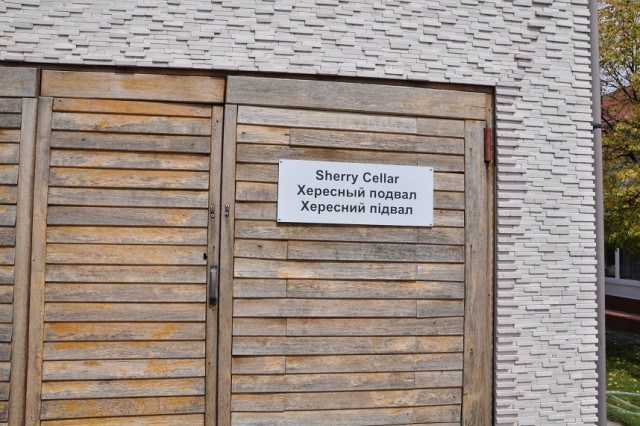 Sherry Cellar
Хересный подвал
Хересний підвал